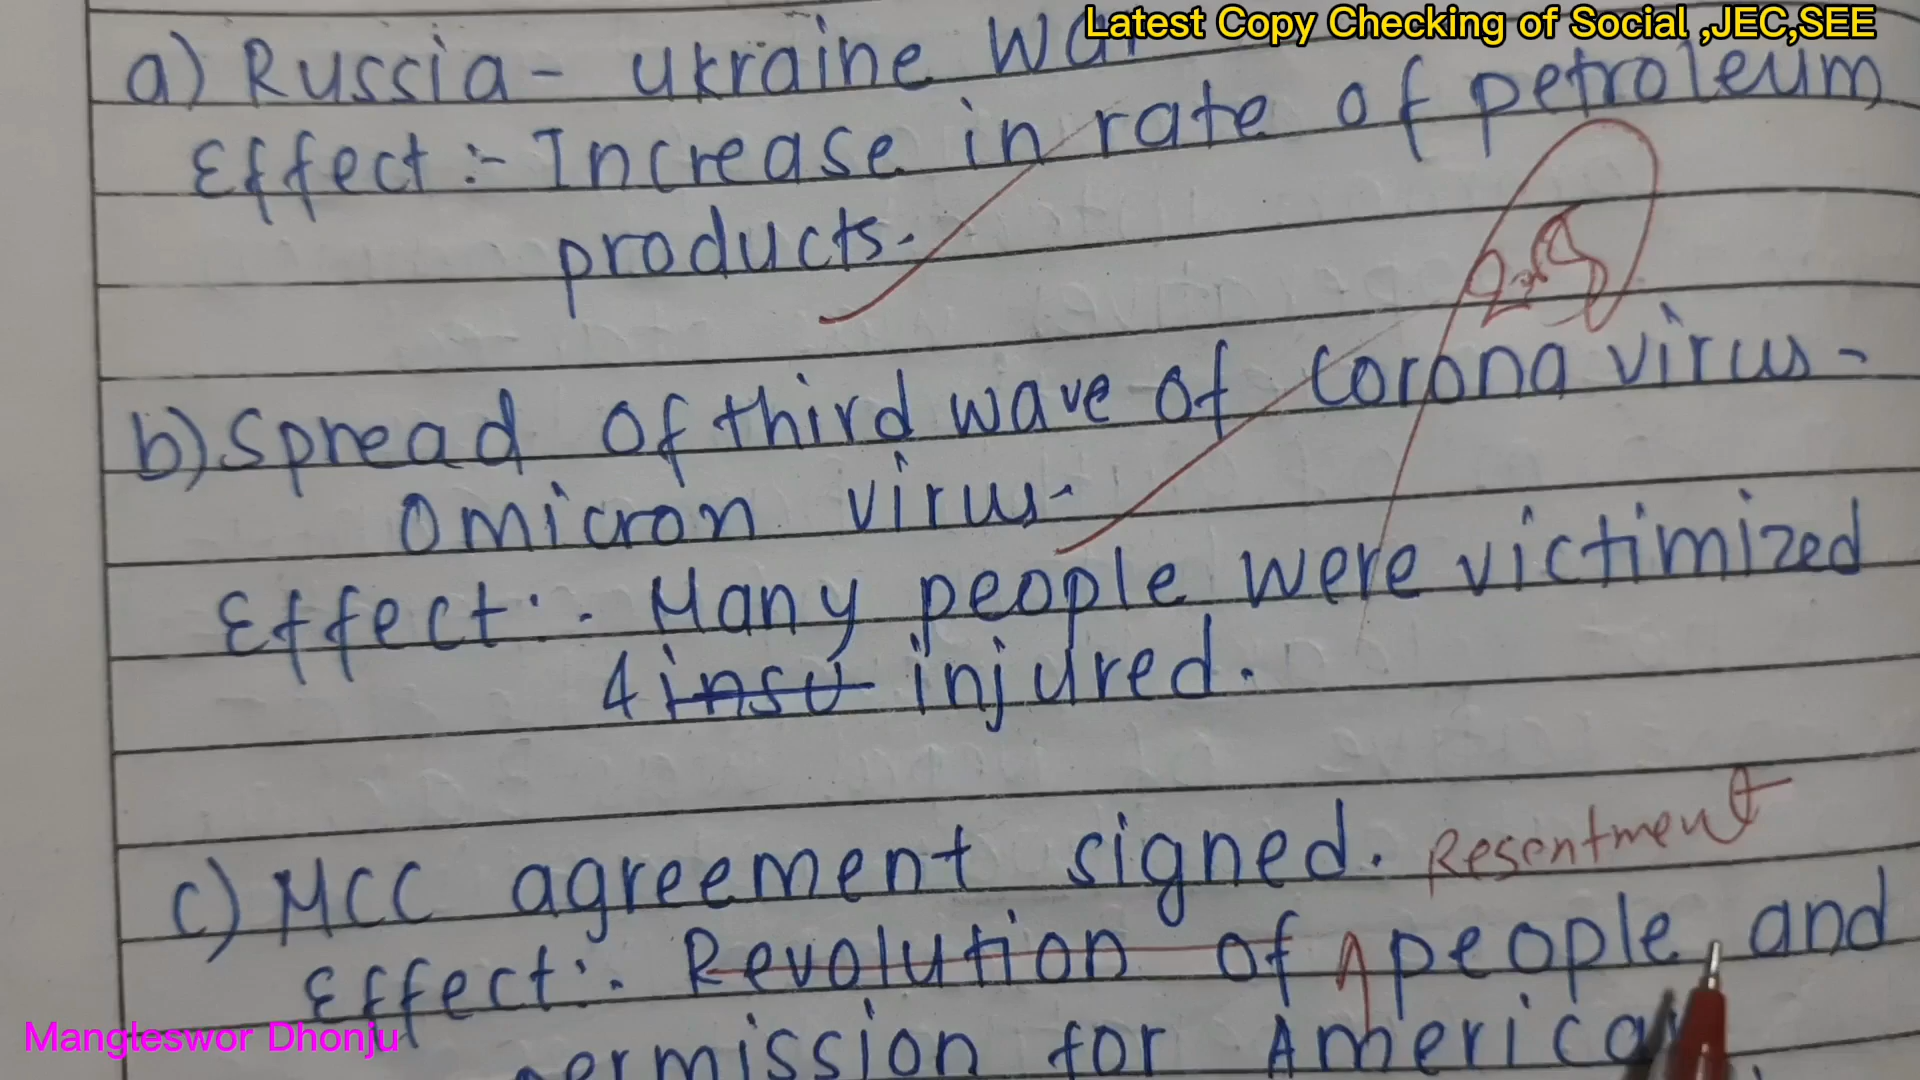 Latest Copy Checking of Social ,JEC,SEE
a) Russia - ukraine war
Effect :- Increase in rate of petroleum
products.
b) Spread of third wave of corona virus -
omicron virus.
Effect :- Many people were victimized
& insu injured.
c) MCC agreement signed. Resentment
Effect :- Revolution of people, and
permission for America
Mangleswor Dhonju